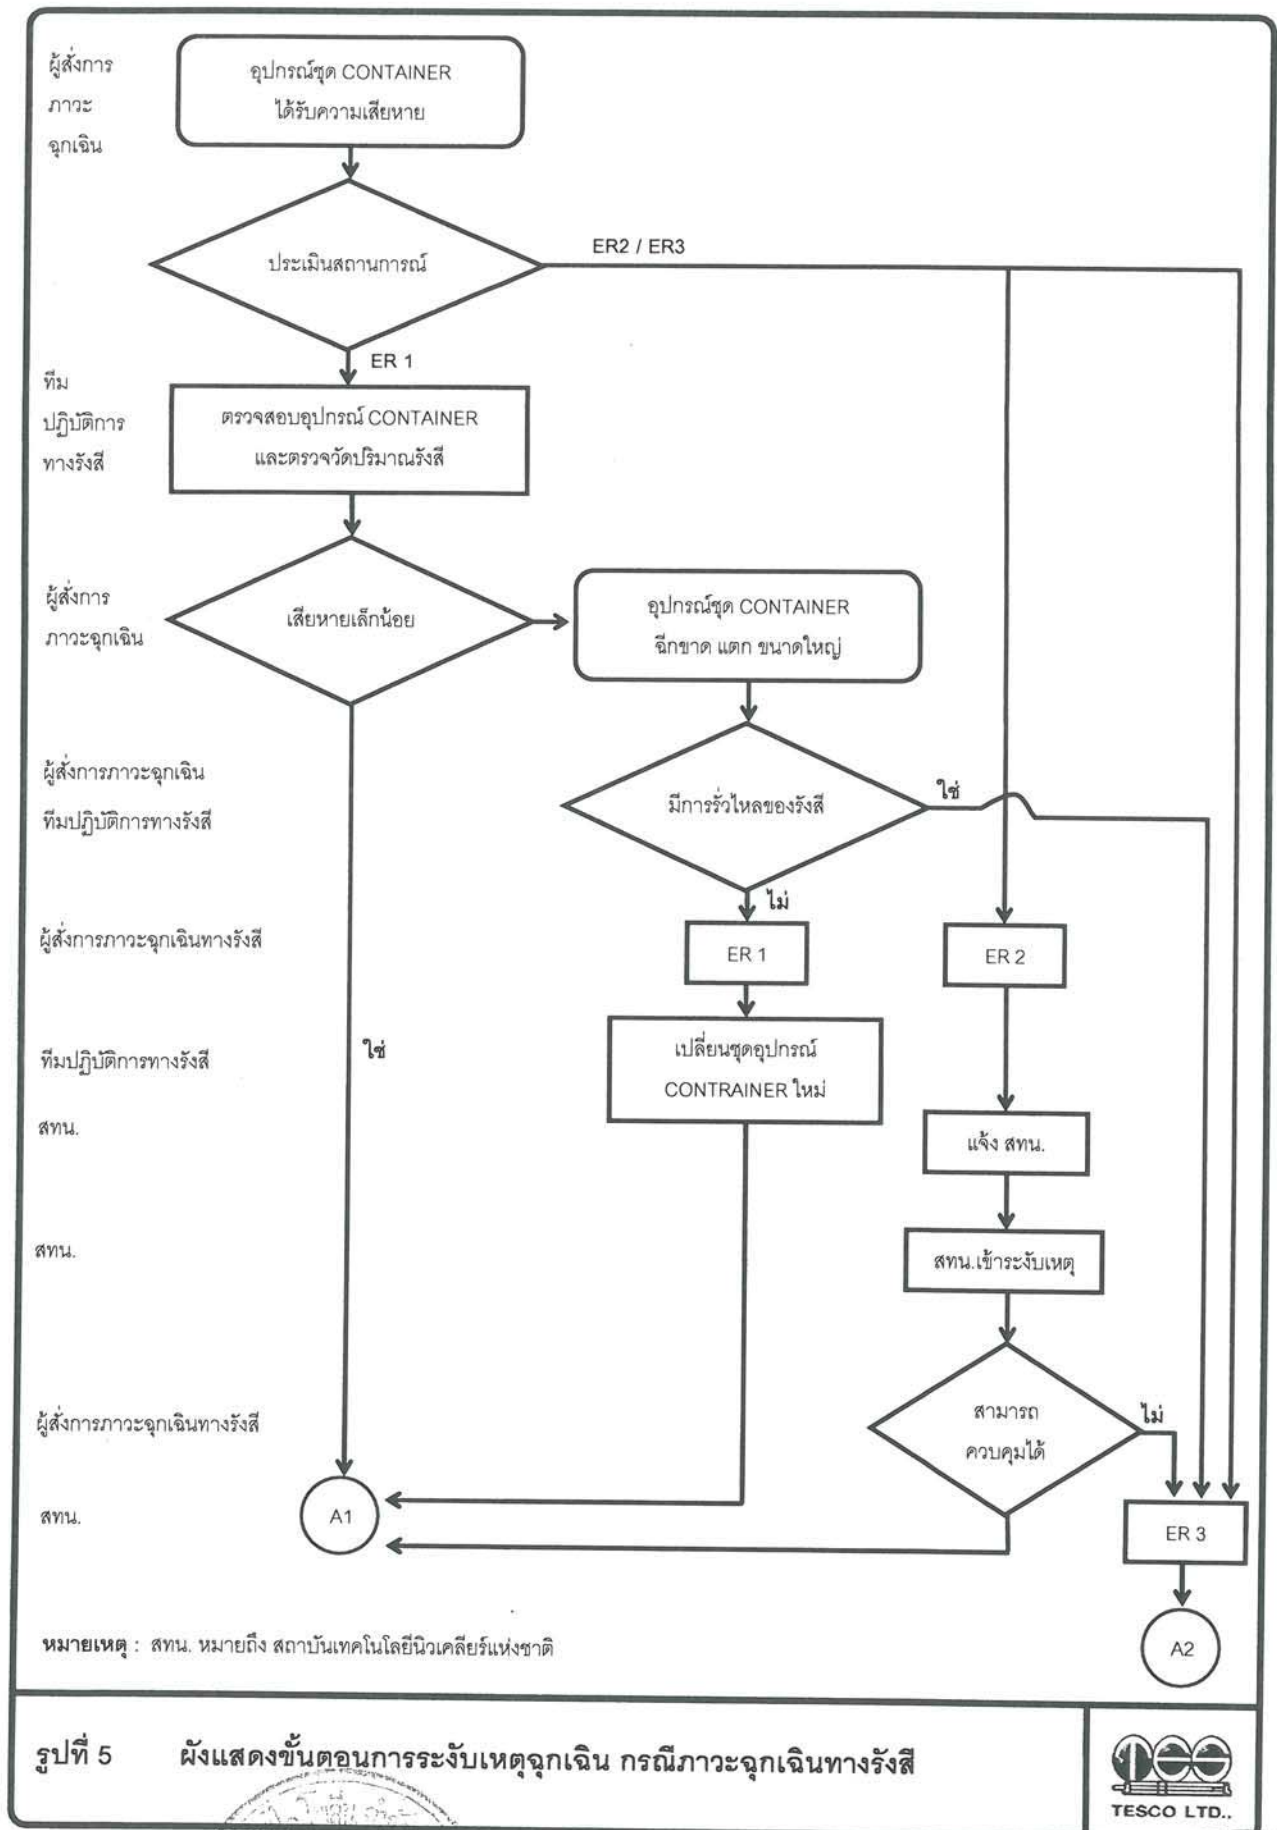 ผู้สั่งการ
ภาวะ
ฉุกเฉิน
อุปกรณ์ชุด CONTAINER
ได้รับความเสียหาย
ประเมินสถานการณ์
ER2 / ER3
ER 1
ทีม
ปฏิบัติการ
ทางรังสี
ตรวจสอบอุปกรณ์ CONTAINER
และตรวจวัดปริมาณรังสี
ผู้สั่งการ
ภาวะฉุกเฉิน
เสียหายเล็กน้อย
อุปกรณ์ชุด CONTAINER
ฉีกขาด แตก ขนาดใหญ่
ผู้สั่งการภาวะฉุกเฉิน
ทีมปฏิบัติการทางรังสี
มีการรั่วไหลของรังสี
ใช่
ไม่
ผู้สั่งการภาวะฉุกเฉินทางรังสี
ER 1
ER 2
ทีมปฏิบัติการทางรังสี
ใช่
เปลี่ยนชุดอุปกรณ์
CONTRAINER ใหม่
สทน.
แจ้ง สทน.
สทน.
สทน.เข้าระงับเหตุ
ผู้สั่งการภาวะฉุกเฉินทางรังสี
สามารถ
ควบคุมได้
ไม่
สทน.
A1
ER 3
A2
หมายเหตุ : สทน. หมายถึง สถาบันเทคโนโลยีนิวเคลียร์แห่งชาติ
รูปที่ 5 ผังแสดงขั้นตอนการระงับเหตุฉุกเฉิน กรณีภาวะฉุกเฉินทางรังสี
TESCO LTD..